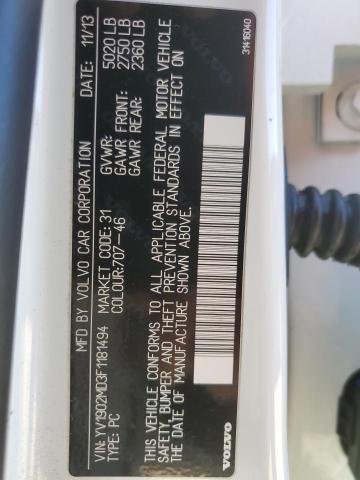 MFD BY VOLVO CAR CORPORATION DATE: 11/13
VIN: YV1902MD3F1181494 MARKET CODE: 31 GVWR: 5020 LB
TYPE: PC COLOUR: 707-46 GAWR FRONT: 2750 LB
GAWR REAR: 2360 LB
THIS VEHICLE CONFORMS TO ALL APPLICABLE FEDERAL MOTOR VEHICLE
SAFETY, BUMPER AND THEFT PREVENTION STANDARDS IN EFFECT ON
THE DATE OF MANUFACTURE SHOWN ABOVE.
VOLVO
31416040